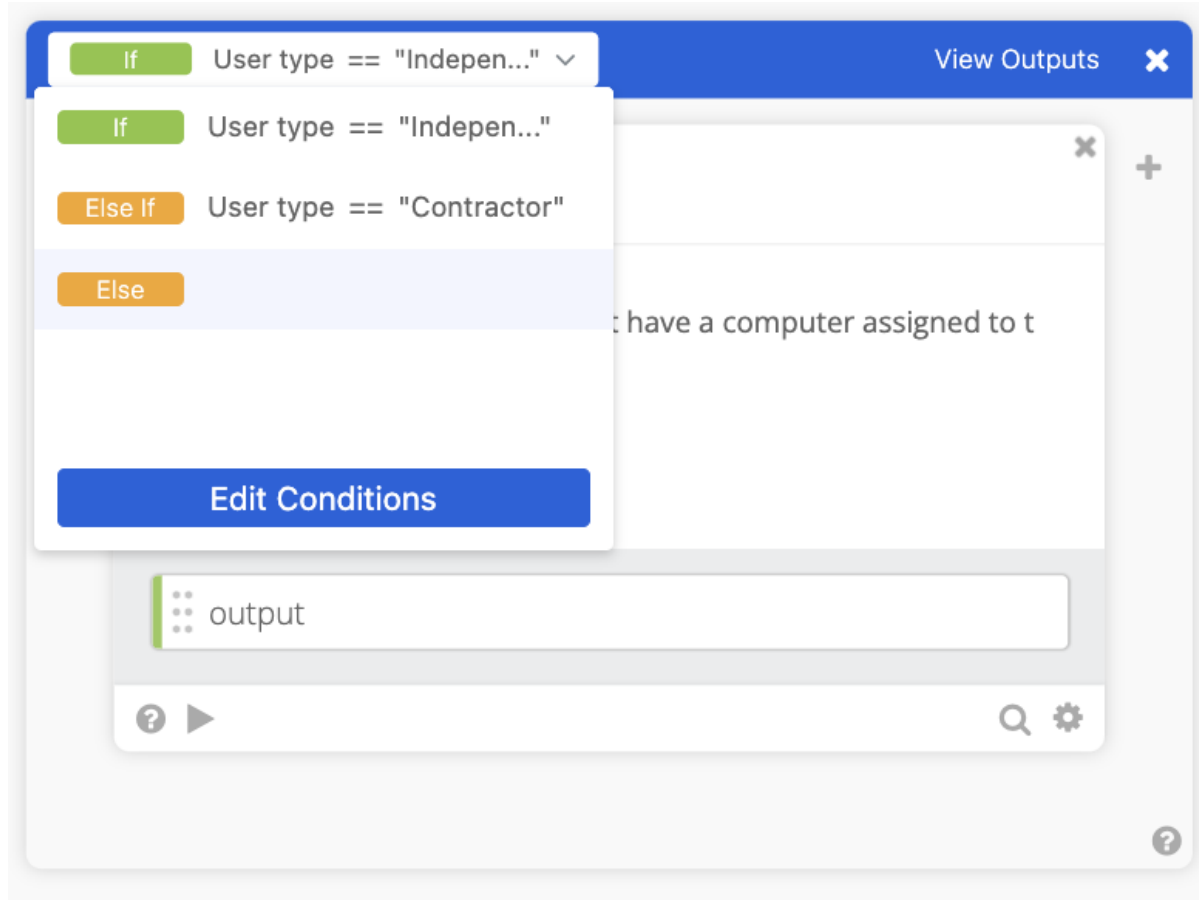 If User type == "Indepen..." View Outputs
If User type == "Indepen..."
Else If User type == "Contractor"
Else
have a computer assigned to t
Edit Conditions
output